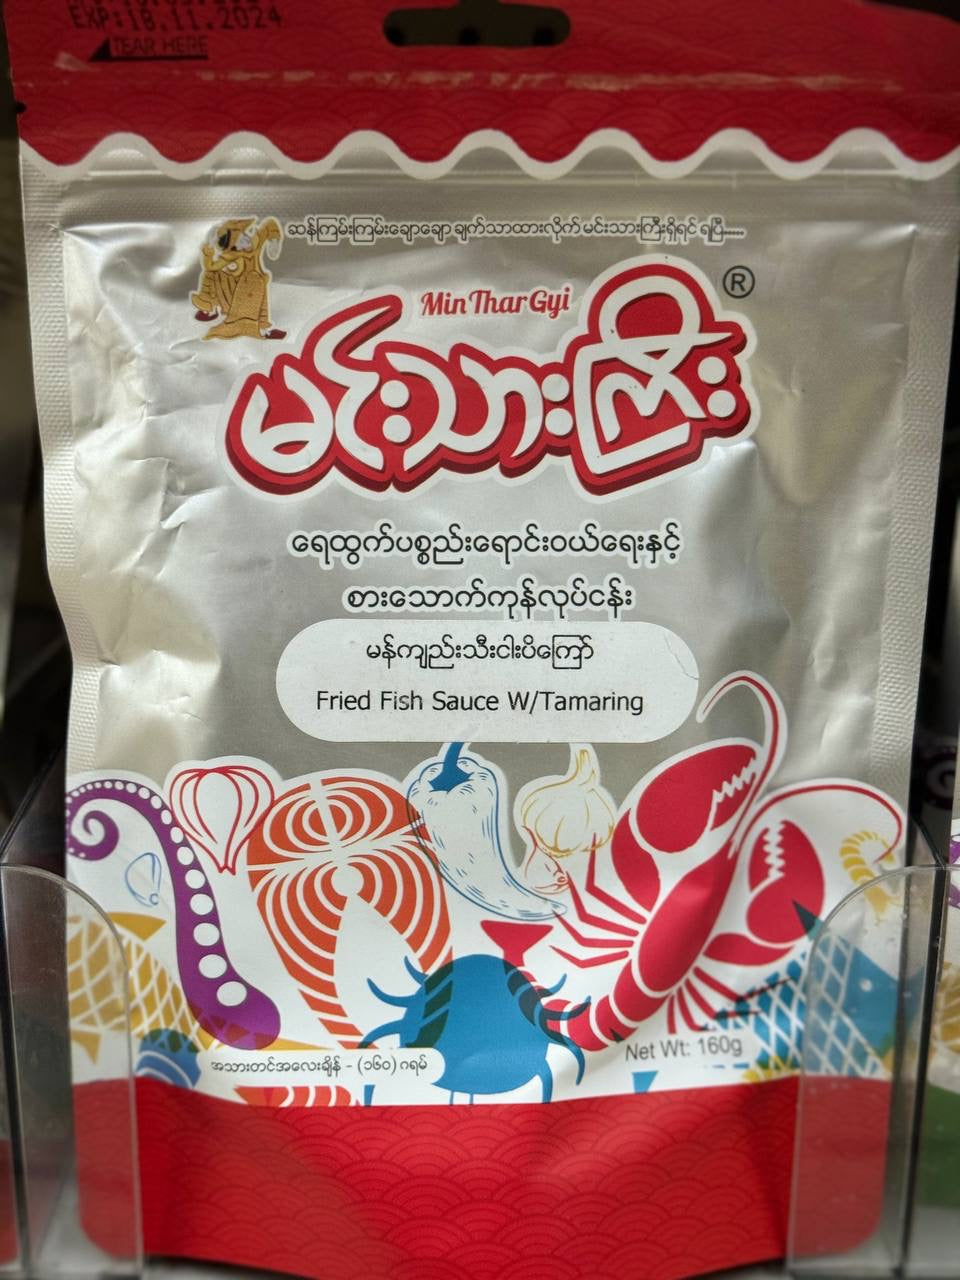 EXP:18.11.2024
TEAR HERE
ဆန်ကြမ်းကြမ်းချောချော ချက်သာထားလိုက် မင်းသားကြီးရှိရင် ရပြီ.....
Min Thar Gyi
®
မင်းသားကြီး
ရေထွက်ပစ္စည်းရောင်းဝယ်ရေးနှင့်
စားသောက်ကုန်လုပ်ငန်း
မန်ကျည်းသီးငါးပိကြော်
Fried Fish Sauce W/Tamaring
အသားတင်အလေးချိန် - (၁၆၀) ဂရမ်
Net Wt: 160g